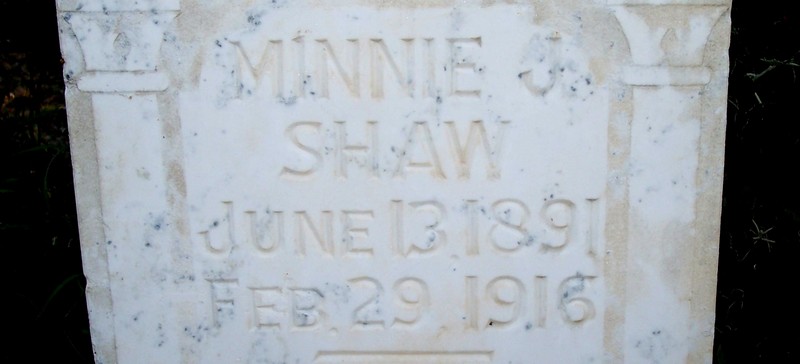 MINNIE J.
SHAW
JUNE 13 1891
FEB. 29, 1916